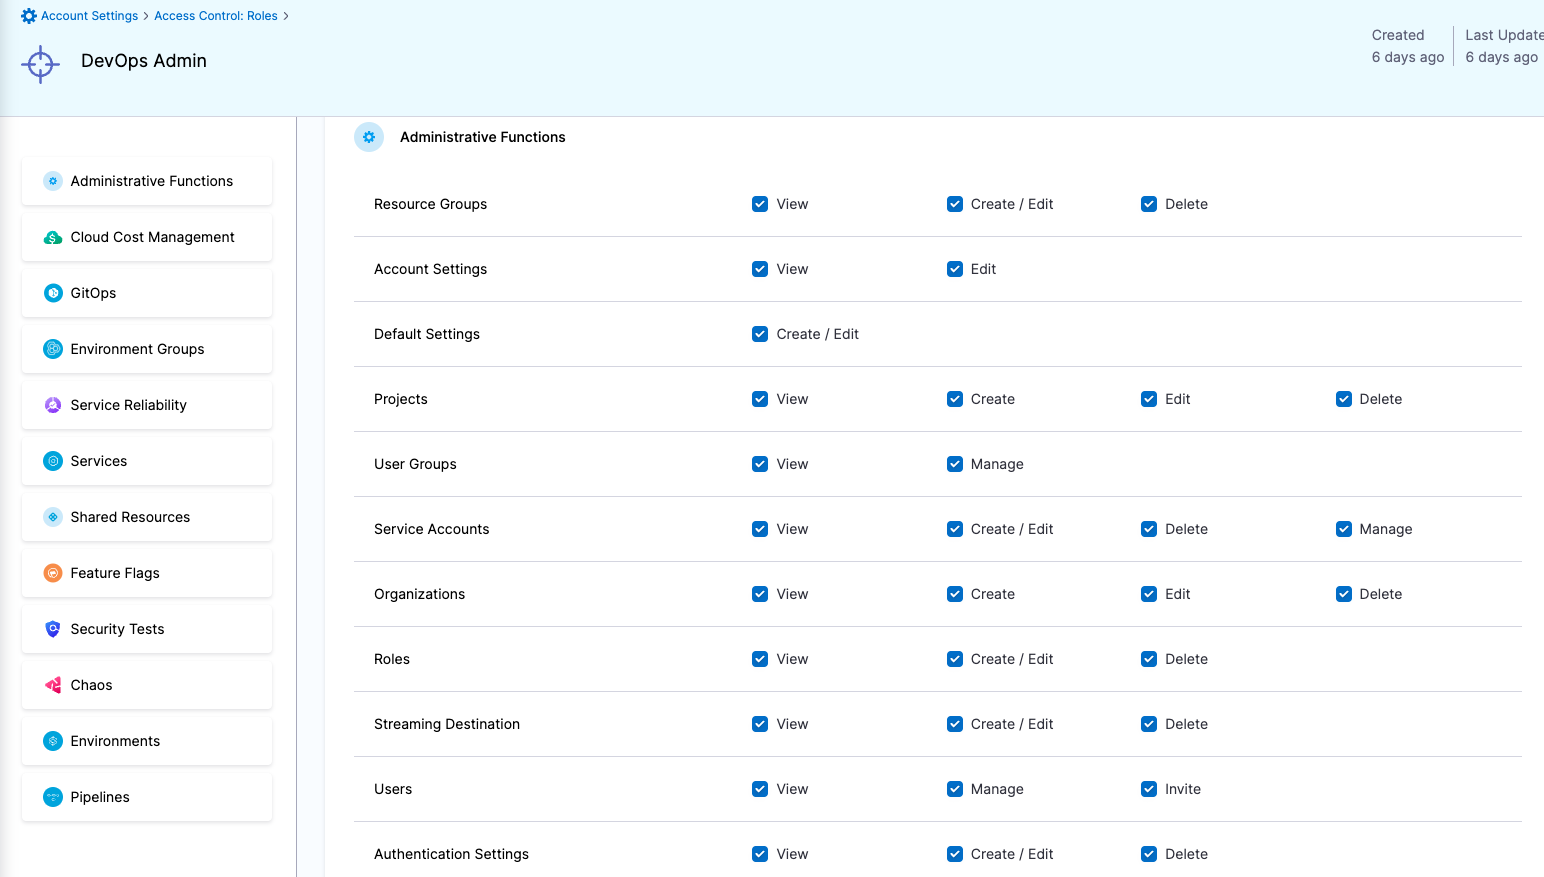 Account Settings > Access Control: Roles >
DevOps Admin
Created
6 days ago
Last Update
6 days ago
Administrative Functions
Cloud Cost Management
GitOps
Environment Groups
Service Reliability
Services
Shared Resources
Feature Flags
Security Tests
Chaos
Environments
Pipelines
Administrative Functions
Resource Groups View Create / Edit Delete
Account Settings View Edit
Default Settings Create / Edit
Projects View Create Edit Delete
User Groups View Manage
Service Accounts View Create / Edit Delete Manage
Organizations View Create Edit Delete
Roles View Create / Edit Delete
Streaming Destination View Create / Edit Delete
Users View Manage Invite
Authentication Settings View Create / Edit Delete